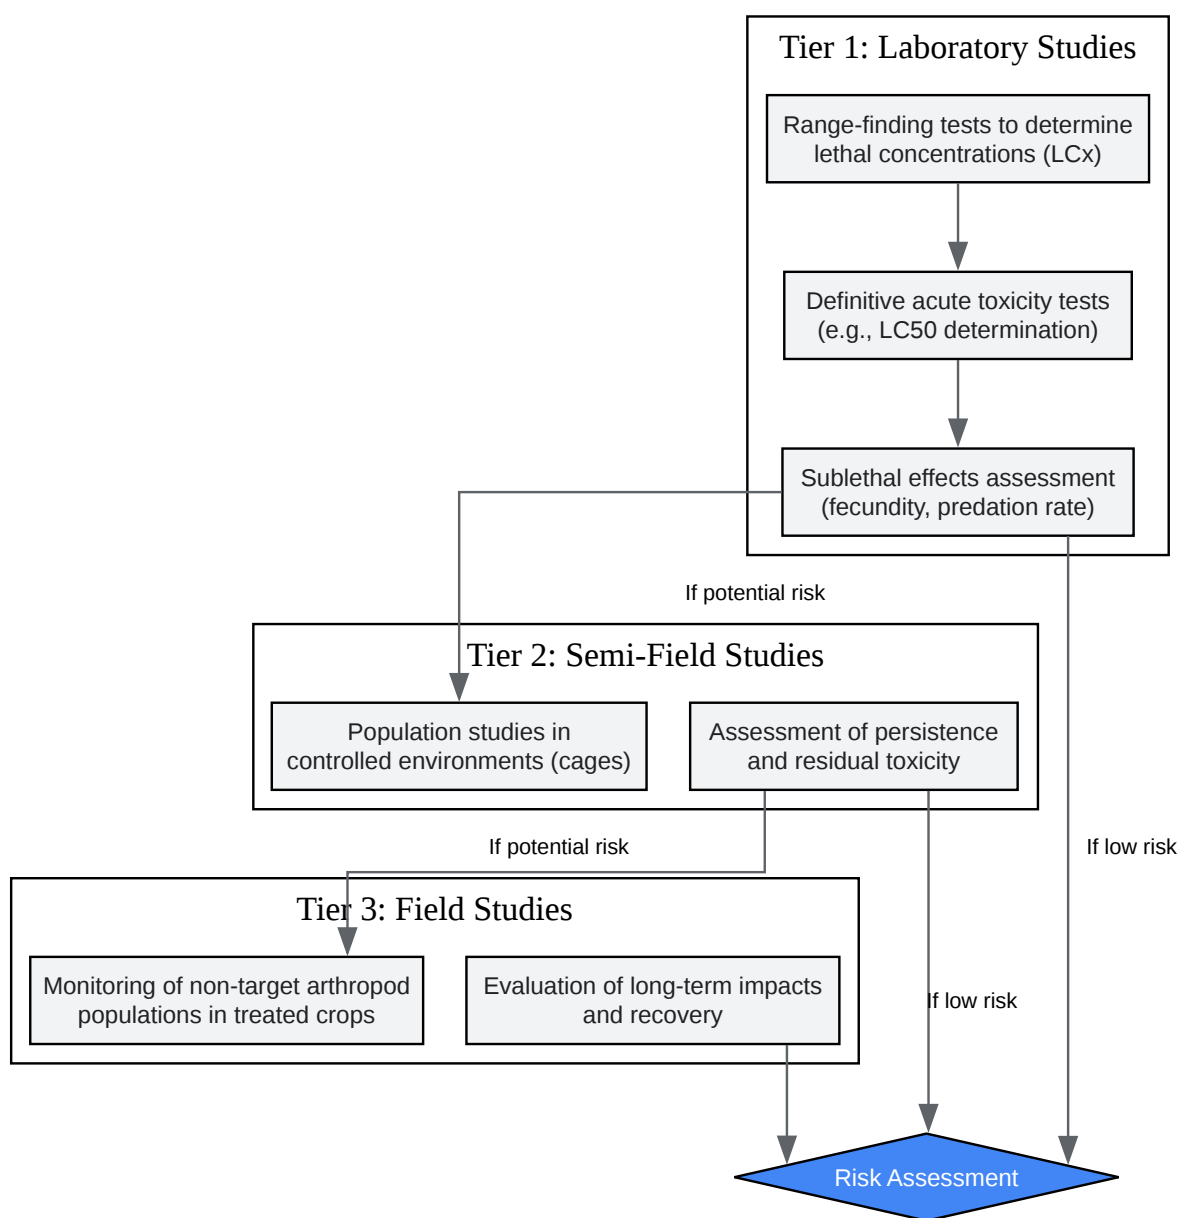 Tier 1: Laboratory Studies
Range-finding tests to determine
lethal concentrations (LCx)
Definitive acute toxicity tests
(e.g., LC50 determination)
Sublethal effects assessment
(fecundity, predation rate)
If potential risk
Tier 2: Semi-Field Studies
Population studies in
controlled environments (cages)
Assessment of persistence
and residual toxicity
If potential risk
If low risk
Tier 3: Field Studies
Monitoring of non-target arthropod
populations in treated crops
Evaluation of long-term impacts
and recovery
If low risk
Risk Assessment